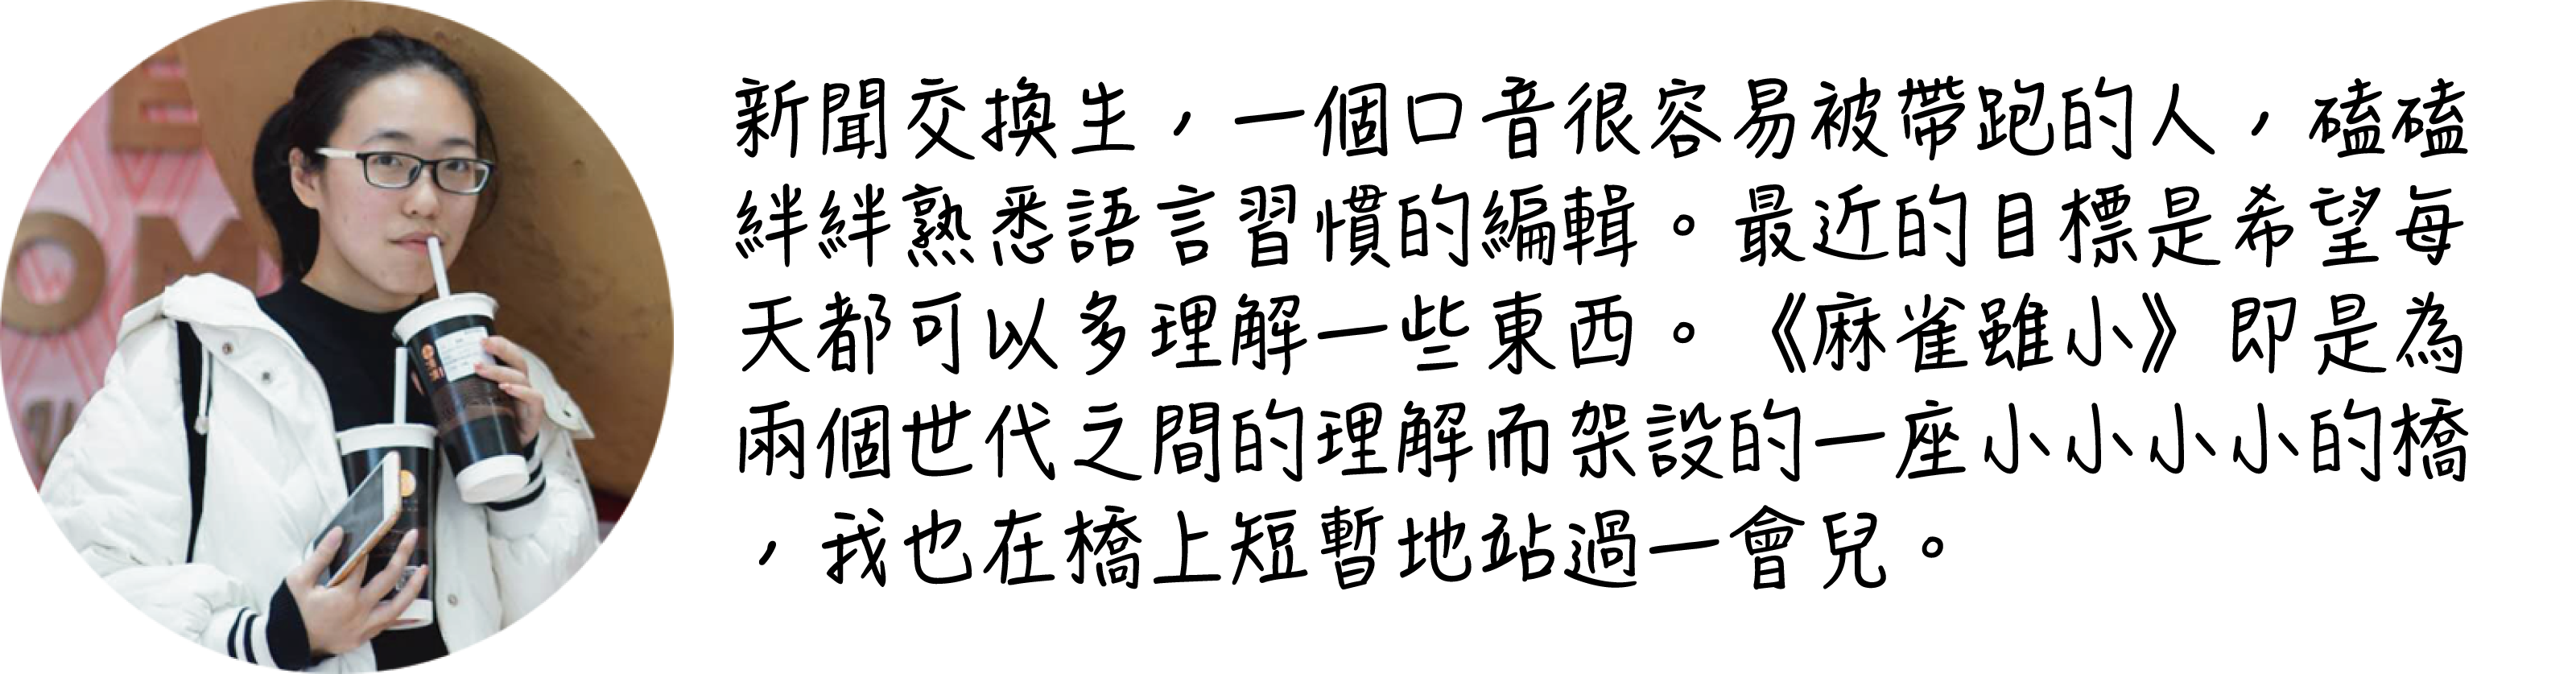 新聞交換生，一個口音很容易被帶跑的人，磕磕
絆絆熟悉語言習慣的編輯。最近的目標是希望每
天都可以多理解一些東西。《麻雀雖小》即是為
兩個世代之間的理解而架設的一座小小小小的橋
，我也在橋上短暫地站過一會兒。